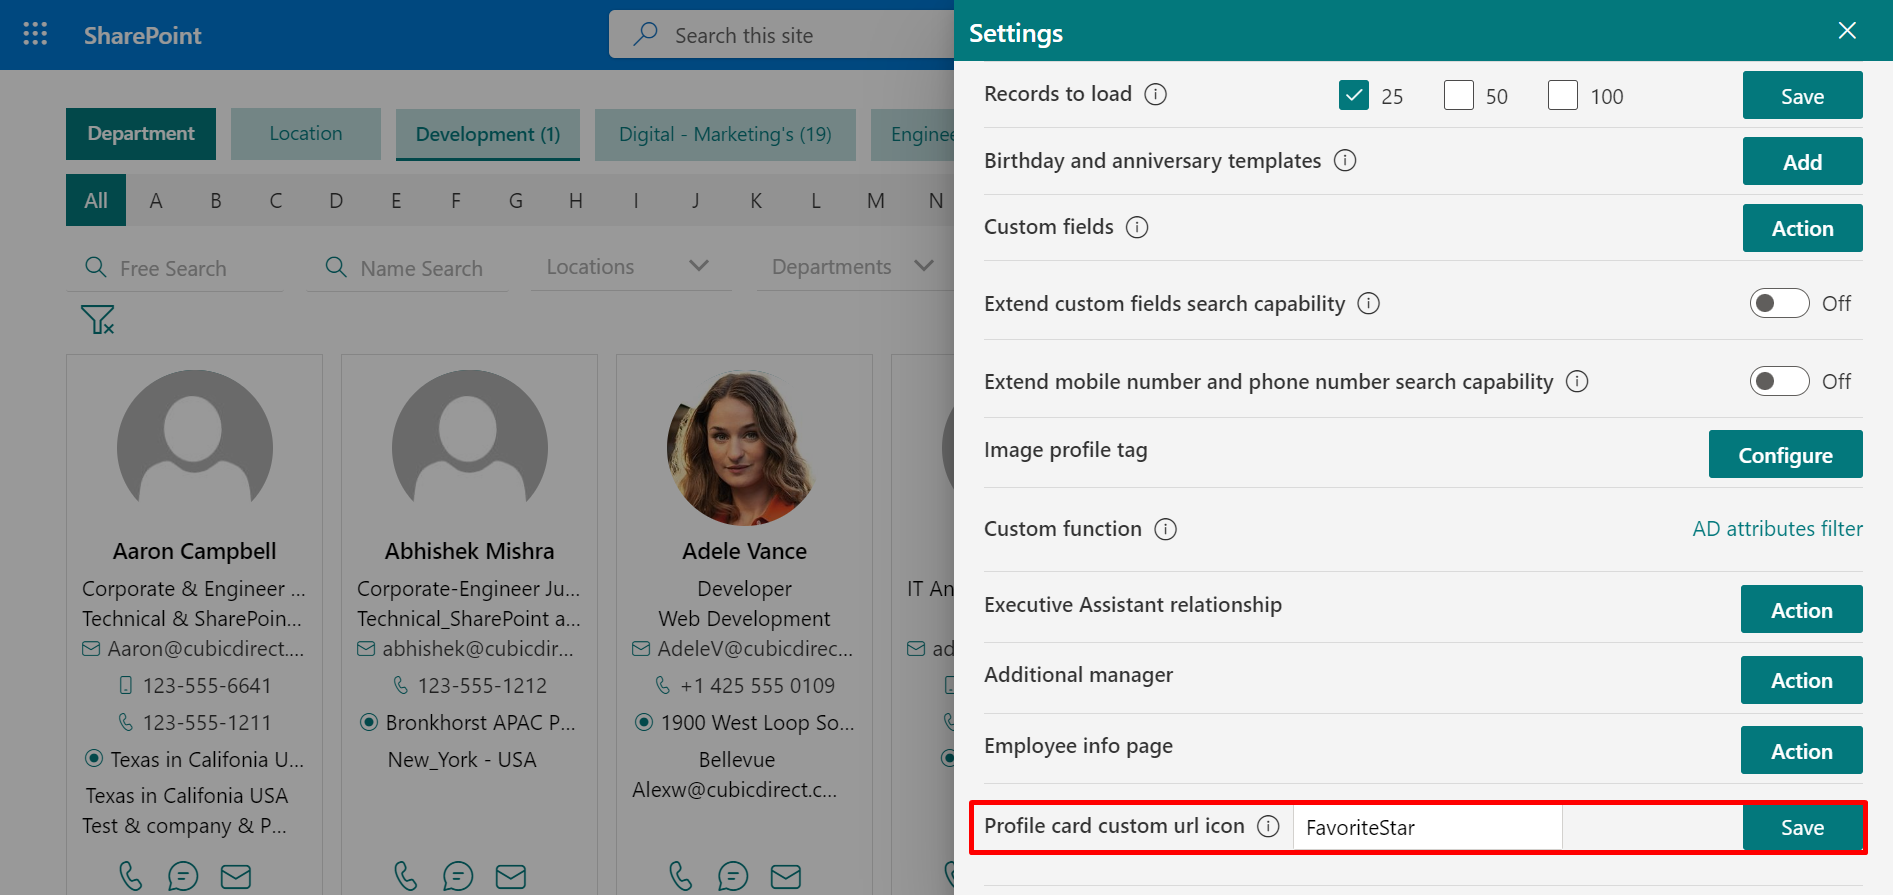 SharePoint
Search this site
Department
Location
Development (1)
Digital - Marketing's (19)
Enginee
All A B C D E F G H I J K L M N
Free Search
Name Search
Locations
Departments
Aaron Campbell
Corporate & Engineer ...
Technical & SharePoin...
Aaron@cubicdirect....
123-555-6641
123-555-1211
Texas in Califonia U...
Texas in Califonia USA
Test & company & P...
Abhishek Mishra
Corporate-Engineer Ju...
Technical_SharePoint a...
abhishek@cubicdir...
123-555-1212
Bronkhorst APAC P...
New_York - USA
Adele Vance
Developer
Web Development
AdeleV@cubicdirec...
+1 425 555 0109
1900 West Loop So...
Bellevue
Alexw@cubicdirect.c...
IT An
ad
Settings
Records to load 25 50 100 Save
Birthday and anniversary templates Add
Custom fields Action
Extend custom fields search capability Off
Extend mobile number and phone number search capability Off
Image profile tag Configure
Custom function AD attributes filter
Executive Assistant relationship Action
Additional manager Action
Employee info page Action
Profile card custom url icon FavoriteStar Save